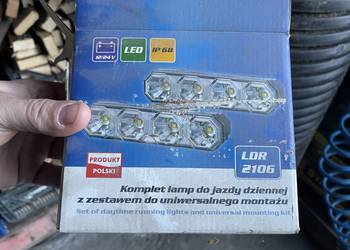 12/24 V
LED
IP 68
LDR
2106
PRODUKT
POLSKI
Komplet lamp do jazdy dziennej
z zestawem do uniwersalnego montażu
Set of daytime running lights and universal mounting kit